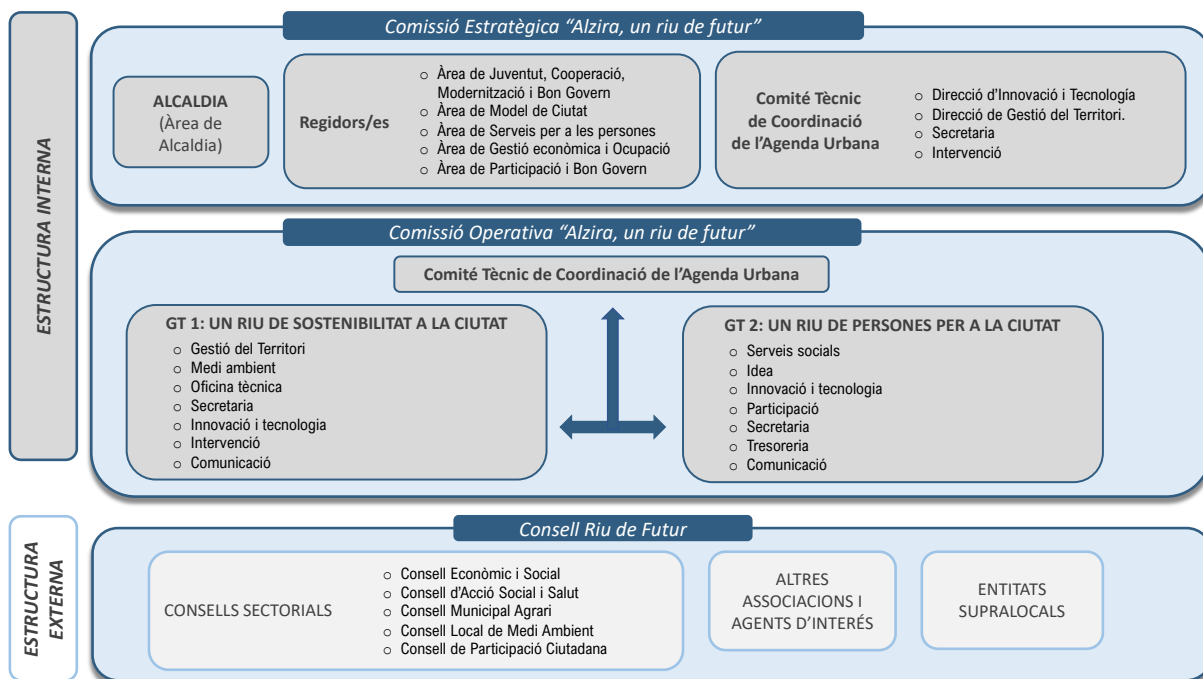 ESTRUCTURA INTERNA
Comissió Estratègica “Alzira, un riu de futur”
ALCALDIA
(Àrea de
Alcaldia)
Regidors/es
o Àrea de Juventut, Cooperació,
Modernització i Bon Govern
o Àrea de Model de Ciutat
o Àrea de Serveis per a les persones
o Àrea de Gestió econòmica i Ocupació
o Àrea de Participació i Bon Govern
Comité Tècnic
de Coordinació
de l’Agenda Urbana
o Direcció d’Innovació i Tecnología
o Direcció de Gestió del Territori.
o Secretaria
o Intervenció
Comissió Operativa “Alzira, un riu de futur”
Comité Tècnic de Coordinació de l’Agenda Urbana
GT 1: UN RIU DE SOSTENIBILITAT A LA CIUTAT
o Gestió del Territori
o Medi ambient
o Oficina tècnica
o Secretaria
o Innovació i tecnologia
o Intervenció
o Comunicació
GT 2: UN RIU DE PERSONES PER A LA CIUTAT
o Serveis socials
o Idea
o Innovació i tecnologia
o Participació
o Secretaria
o Tresoreria
o Comunicació
ESTRUCTURA
EXTERNA
Consell Riu de Futur
CONSELLS SECTORIALS
o Consell Econòmic i Social
o Consell d’Acció Social i Salut
o Consell Municipal Agrari
o Consell Local de Medi Ambient
o Consell de Participació Ciutadana
ALTRES
ASSOCIACIONS I
AGENTS D’INTERÉS
ENTITATS
SUPRALOCALS